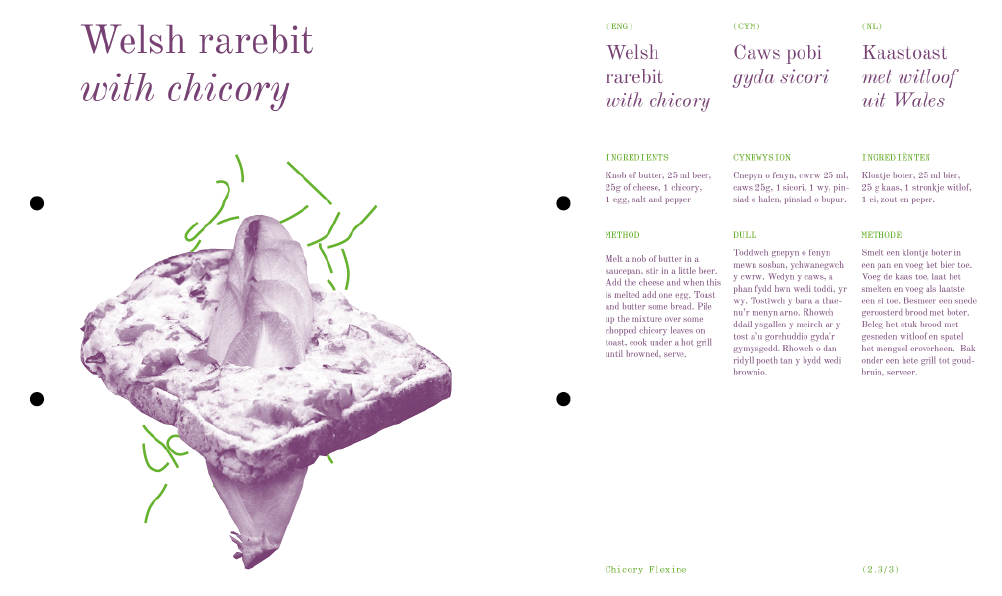 Welsh rarebit
with chicory
(ENG)
Welsh
rarebit
with chicory
INGREDIENTS
Knob of butter, 25 ml beer,
25g of cheese, 1 chicory,
1 egg, salt and pepper
METHOD
Melt a nob of butter in a
saucepan, stir in a little beer.
Add the cheese and when this
is melted add one egg. Toast
and butter some bread. Pile
up the mixture over some
chopped chicory leaves on
toast, cook under a hot grill
until browned, serve.
(CYM)
Caws pobi
gyda sicori
CYNHWYSION
Cnepyn o fenyn, cwrw 25 ml,
caws 25g, 1 sicori, 1 wy, pin-
siad o halen, pinsiad o bupur.
DULL
Toddwch gnepyn o fenyn
mewn sosban, ychwanegwch
y cwrw. Wedyn y caws, a
phan fydd hwn wedi toddi, yr
wy. Tostiwch y bara a thae-
nu'r menyn arno. Rhowch
ddail ysgallen y meirch ar y
tost a'u gorchuddio gyda'r
gymysgedd. Rhowch o dan
ridyll poeth tan y bydd wedi
brownio.
(NL)
Kaastoast
met witloof
uit Wales
INGREDIËNTEN
Klontje boter, 25 ml bier,
25 g kaas, 1 stronkje witlof,
1 ei, zout en peper.
METHODE
Smelt een klontje boter in
een pan en voeg het bier toe.
Voeg de kaas toe, laat het
smelten en voeg als laatste
een ei toe. Besmeer een snede
geroosterd brood met boter.
Beleg het stuk brood met
gesneden witloof en spatel
het mengsel eroverheen. Bak
onder een hete grill tot goud-
bruin, serveer.
Chicory Flexine
(2.3/3)